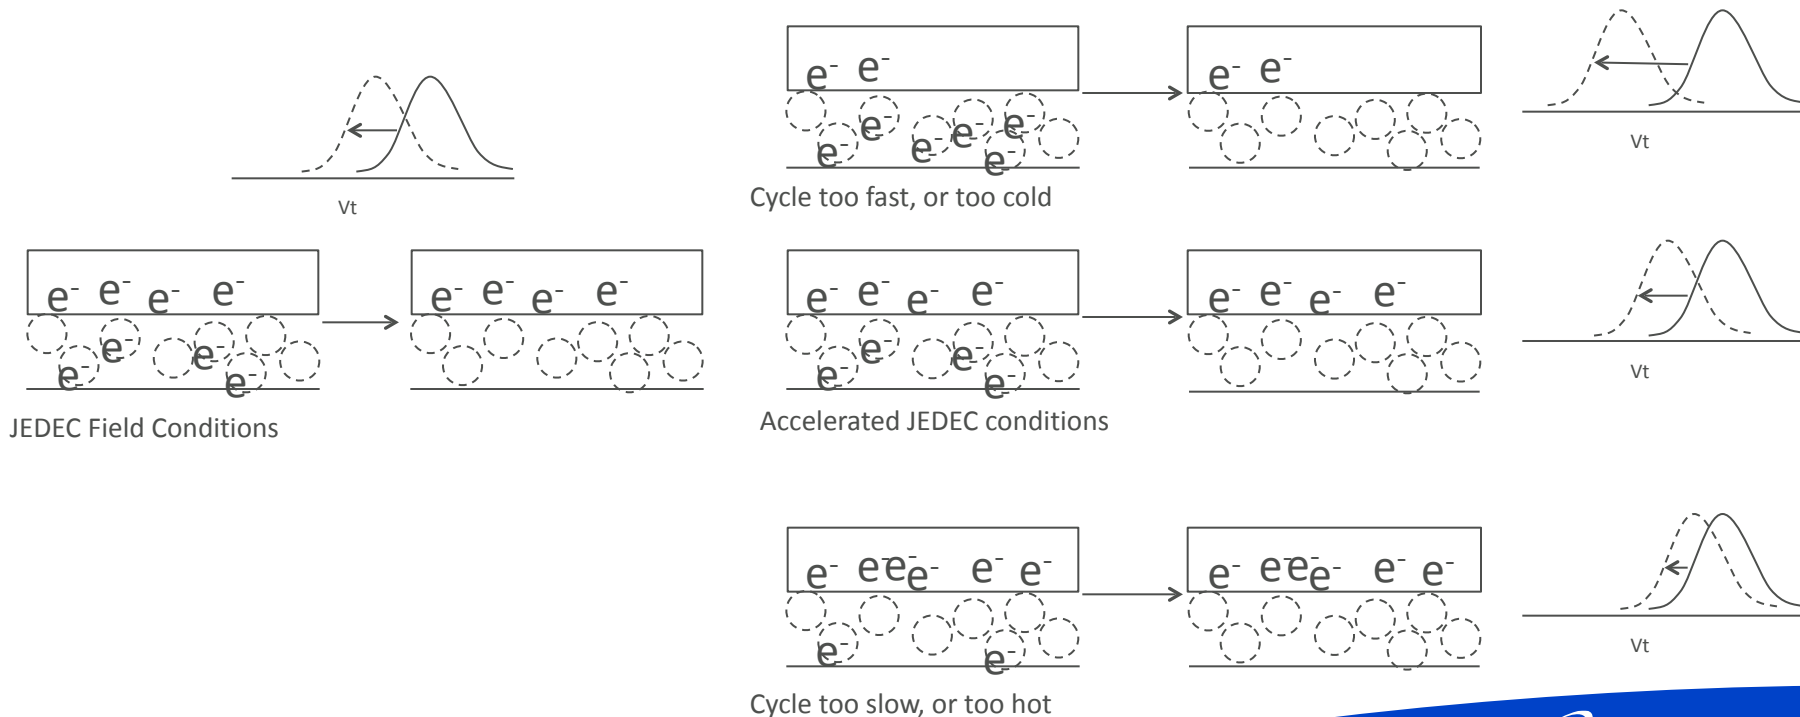 Vt
e⁻ e⁻ e⁻ e⁻
e⁻ e⁻ e⁻ e⁻
e⁻ e⁻ e⁻ e⁻
JEDEC Field Conditions
e⁻ e⁻
e⁻ e⁻ e⁻ e⁻ e⁻ e⁻
e⁻ e⁻
Vt
Cycle too fast, or too cold
e⁻ e⁻ e⁻ e⁻
e⁻ e⁻ e⁻ e⁻
e⁻ e⁻ e⁻ e⁻
Vt
Accelerated JEDEC conditions
e⁻ e⁻ e⁻ e⁻ e⁻ e⁻
e⁻ e⁻
e⁻ e⁻ e⁻ e⁻ e⁻ e⁻
Vt
Cycle too slow, or too hot